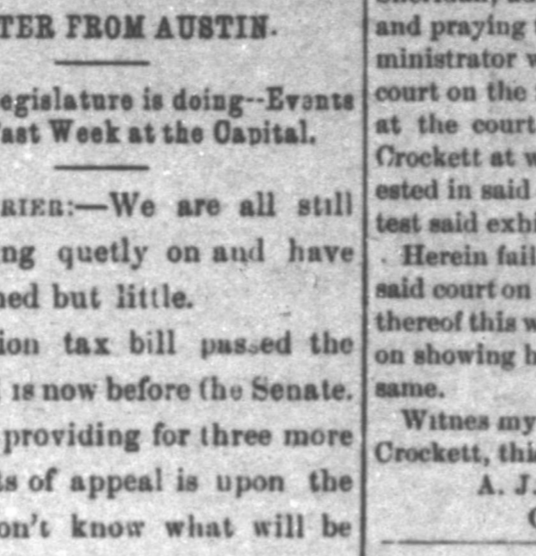 TER FROM AUSTIN.
egislature is doing--Events
ast Week at the Capital.
RIER:—We are all still
ng quetly on and have
ned but little.
ion tax bill passed the
is now before the Senate.
providing for three more
ts of appeal is upon the
on't know what will be
and praying
ministrator w
court on the
at the court
Crockett at w
ested in said
test said exhi
Herein fail
said court on
thereof this w
on showing h
same.
Witnes my
Crockett, thi
A. J.